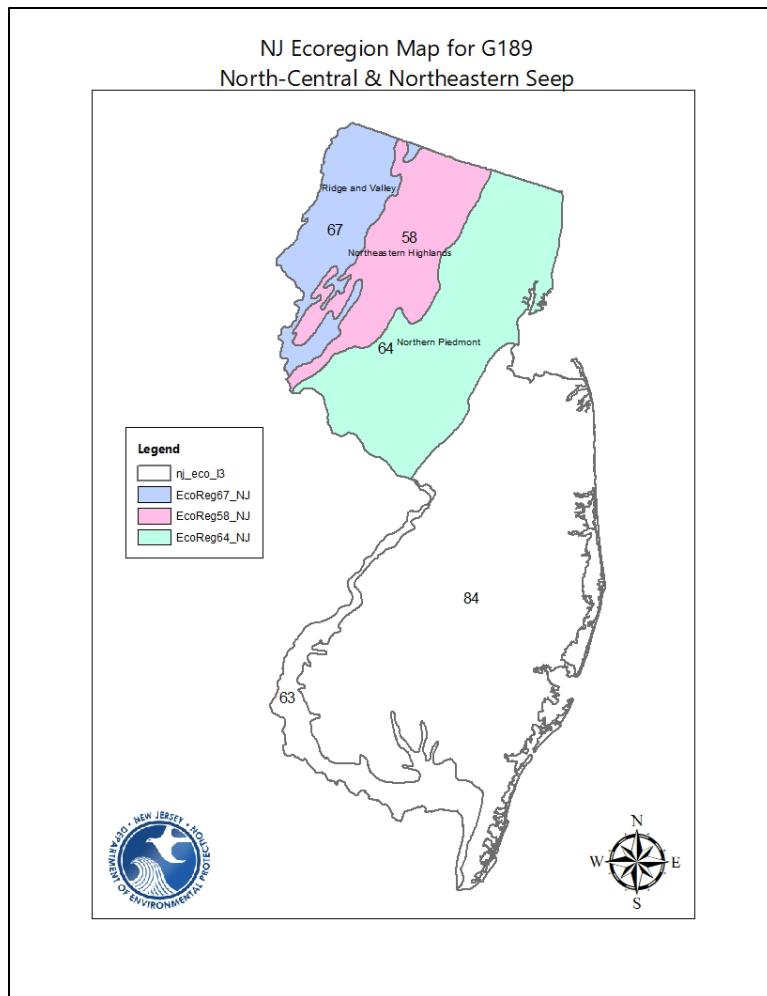 NJ Ecoregion Map for G189
North-Central & Northeastern Seep
Ridge and Valley
67
58
Northeastern Highlands
64
Northern Piedmont
Legend
nj_eco_l3
EcoReg67_NJ
EcoReg58_NJ
EcoReg64_NJ
84
63
NEW JERSEY
DEPARTMENT OF ENVIRONMENTAL PROTECTION
N
W
E
S